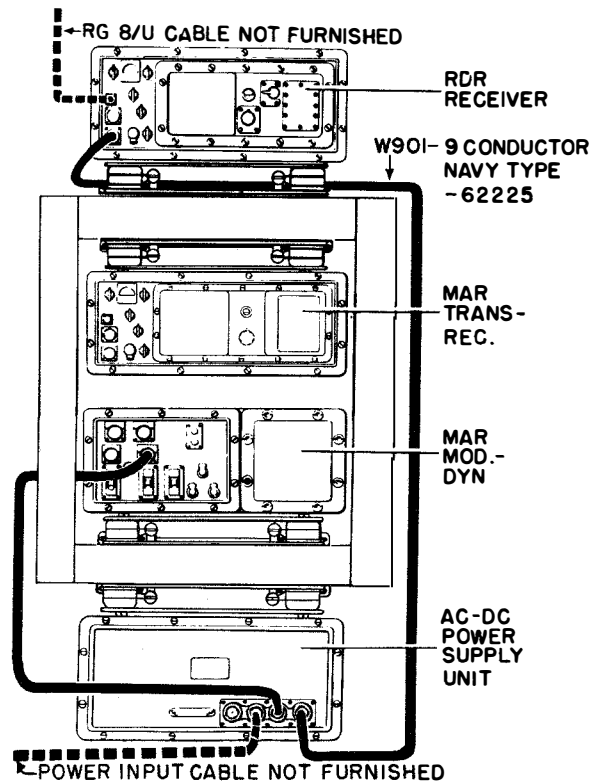 RG 8/U CABLE NOT FURNISHED
RDR
RECEIVER
W901- 9 CONDUCTOR
NAVY TYPE
-62225
MAR
TRANS-
REC.
MAR
MOD.-
DYN
AC-DC
POWER
SUPPLY
UNIT
POWER INPUT CABLE NOT FURNISHED